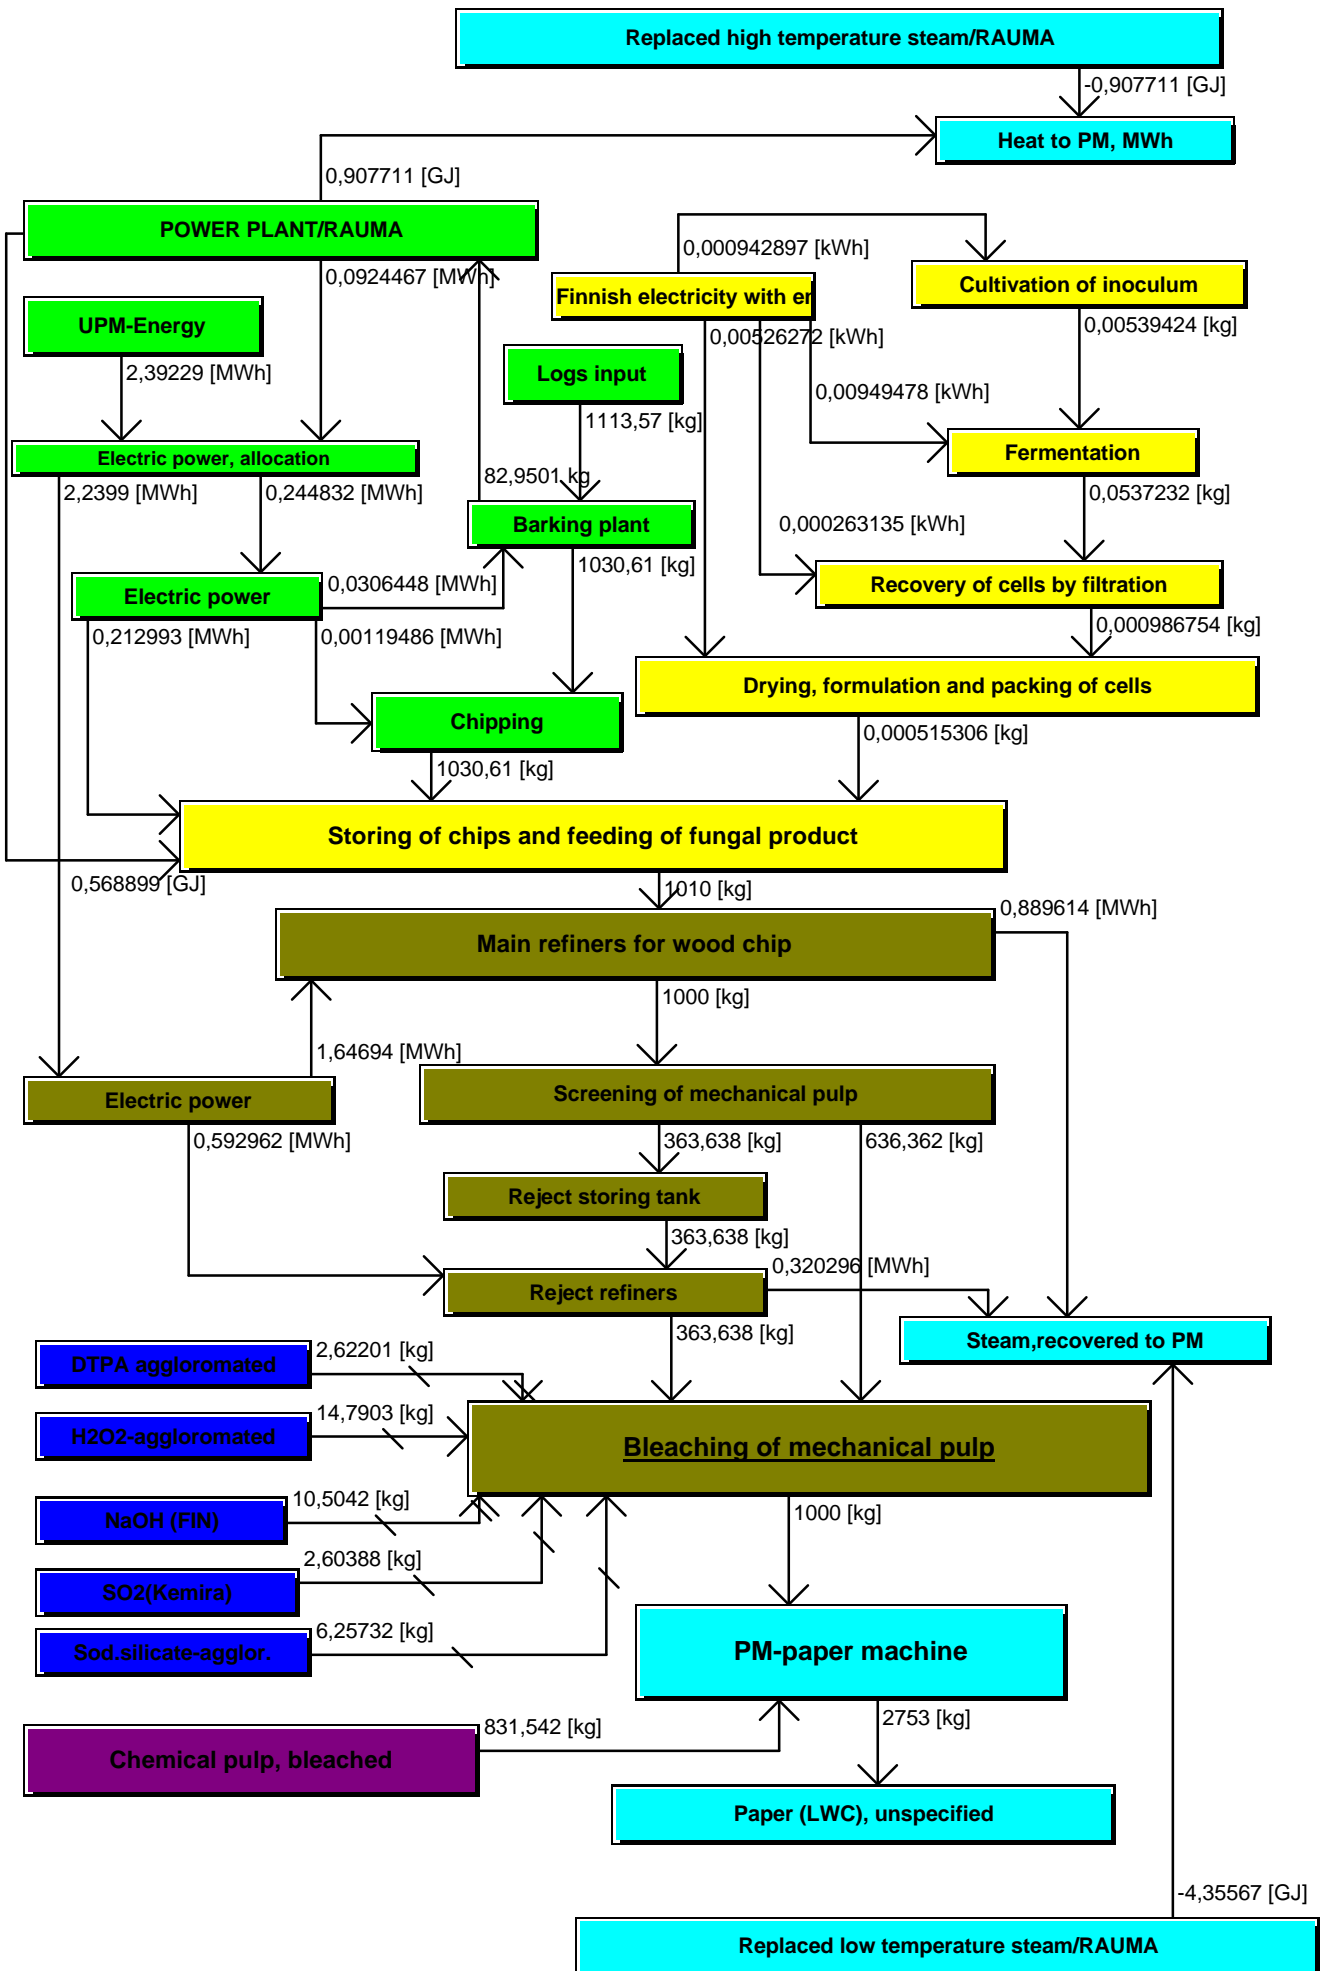 Replaced high temperature steam/RAUMA
-0,907711 [GJ]
Heat to PM, MWh
0,907711 [GJ]
POWER PLANT/RAUMA
0,000942897 [kWh]
0,0924467 [MWh]
Finnish electricity with en
Cultivation of inoculum
UPM-Energy
0,00539424 [kg]
0,00526272 [kWh]
2,39229 [MWh]
Logs input
0,00949478 [kWh]
1113,57 [kg]
Electric power, allocation
Fermentation
82,9501 kg
2,2399 [MWh]
0,244832 [MWh]
0,0537232 [kg]
Barking plant
0,000263135 [kWh]
1030,61 [kg]
Electric power
0,0306448 [MWh]
Recovery of cells by filtration
0,212993 [MWh]
0,00119486 [MWh]
0,000986754 [kg]
Drying, formulation and packing of cells
Chipping
0,000515306 [kg]
1030,61 [kg]
Storing of chips and feeding of fungal product
0,568899 [GJ]
1010 [kg]
0,889614 [MWh]
Main refiners for wood chip
1000 [kg]
1,64694 [MWh]
Electric power
Screening of mechanical pulp
0,592962 [MWh]
363,638 [kg]
636,362 [kg]
Reject storing tank
363,638 [kg]
0,320296 [MWh]
Reject refiners
363,638 [kg]
Steam,recovered to PM
DTPA aggloromated
2,62201 [kg]
H2O2-aggloromated
14,7903 [kg]
Bleaching of mechanical pulp
NaOH (FIN)
10,5042 [kg]
1000 [kg]
SO2(Kemira)
2,60388 [kg]
Sod.silicate-agglor.
6,25732 [kg]
PM-paper machine
831,542 [kg]
2753 [kg]
Chemical pulp, bleached
Paper (LWC), unspecified
-4,35567 [GJ]
Replaced low temperature steam/RAUMA